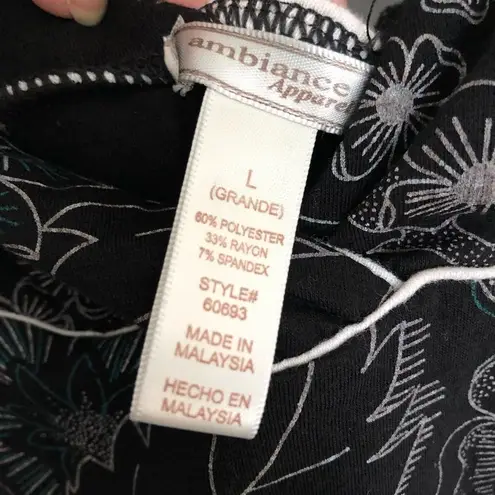 ambiance
Apparel
L
(GRANDE)
60% POLYESTER
33% RAYON
7% SPANDEX
STYLE#
60693
MADE IN
MALAYSIA
HECHO EN
MALAYSIA